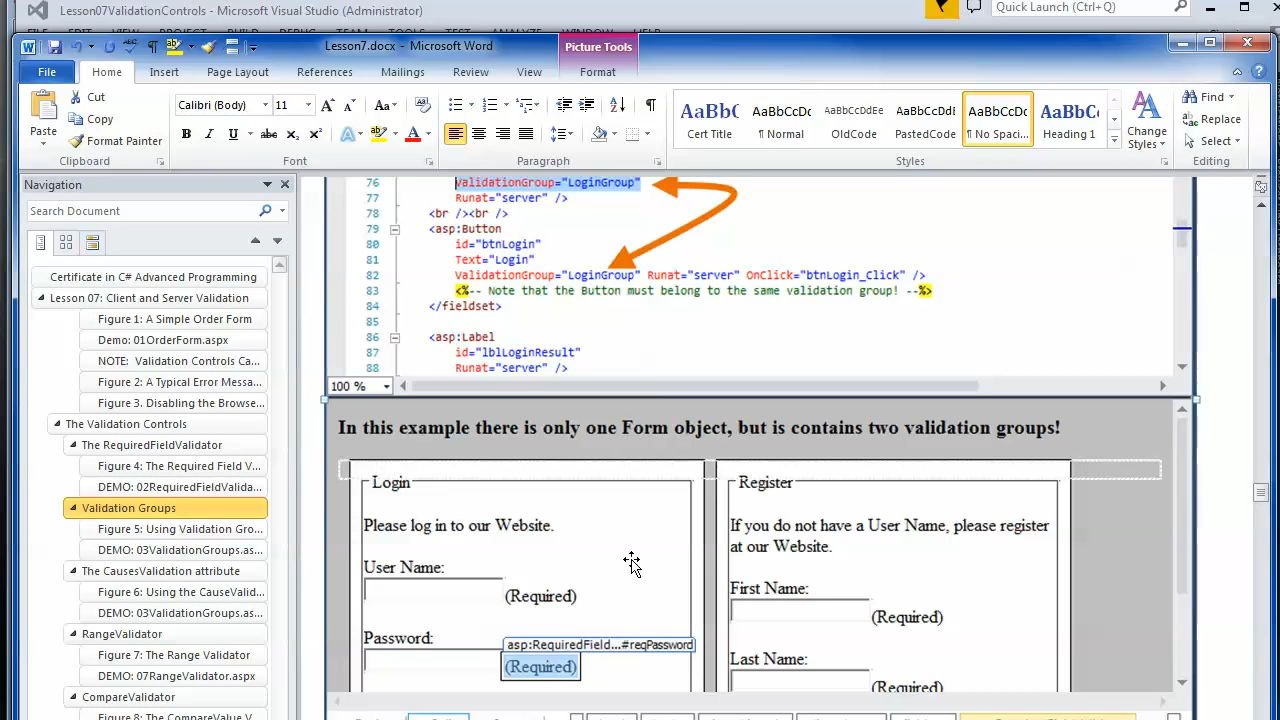 Lesson07ValidationControls - Microsoft Visual Studio (Administrator)
Quick Launch (Ctrl+Q)
Lesson7.docx - Microsoft Word
Picture Tools
File
Home
Insert
Page Layout
References
Mailings
Review
View
Format
Paste
Cut
Copy
Format Painter
Clipboard
Calibri (Body)
11
Font
Paragraph
AaBbC
Cert Title
AaBbCcDc
¶ Normal
AaBbCcDdEe
OldCode
AaBbCcDdI
PastedCode
AaBbCcDc
¶ No Spaci...
AaBbCc
Heading 1
Change
Styles
Styles
Find
Replace
Select
Editing
Navigation
Search Document
Certificate in C# Advanced Programming
Lesson 07: Client and Server Validation
Figure 1: A Simple Order Form
Demo: 01OrderForm.aspx
NOTE: Validation Controls Ca...
Figure 2: A Typical Error Messa...
Figure 3. Disabling the Browse...
The Validation Controls
The RequiredFieldValidator
Figure 4: The Required Field V...
DEMO: 02RequiredFieldValida...
Validation Groups
Figure 5: Using Validation Gro...
DEMO: 03ValidationGroups.as...
The CausesValidation attribute
Figure 6: Using the CauseValid...
DEMO: 03ValidationGroups.as...
RangeValidator
Figure 7: The Range Validator
DEMO: 07RangeValidator.aspx
CompareValidator
Figure 8: The CompareValue V...
76 ValidationGroup="LoginGroup"
77 Runat="server" />
78 <br /><br />
79 <asp:Button
80 id="btnLogin"
81 Text="Login"
82 ValidationGroup="LoginGroup" Runat="server" OnClick="btnLogin_Click" />
83 <%-- Note that the Button must belong to the same validation group! --%>
84 </fieldset>
85
86 <asp:Label
87 id="lblLoginResult"
88 Runat="server" />
100 %
In this example there is only one Form object, but is contains two validation groups!
Login
Please log in to our Website.
User Name:
(Required)
Password:
asp:RequiredField...#reqPassword
(Required)
Register
If you do not have a User Name, please register
at our Website.
First Name:
(Required)
Last Name:
(Required)